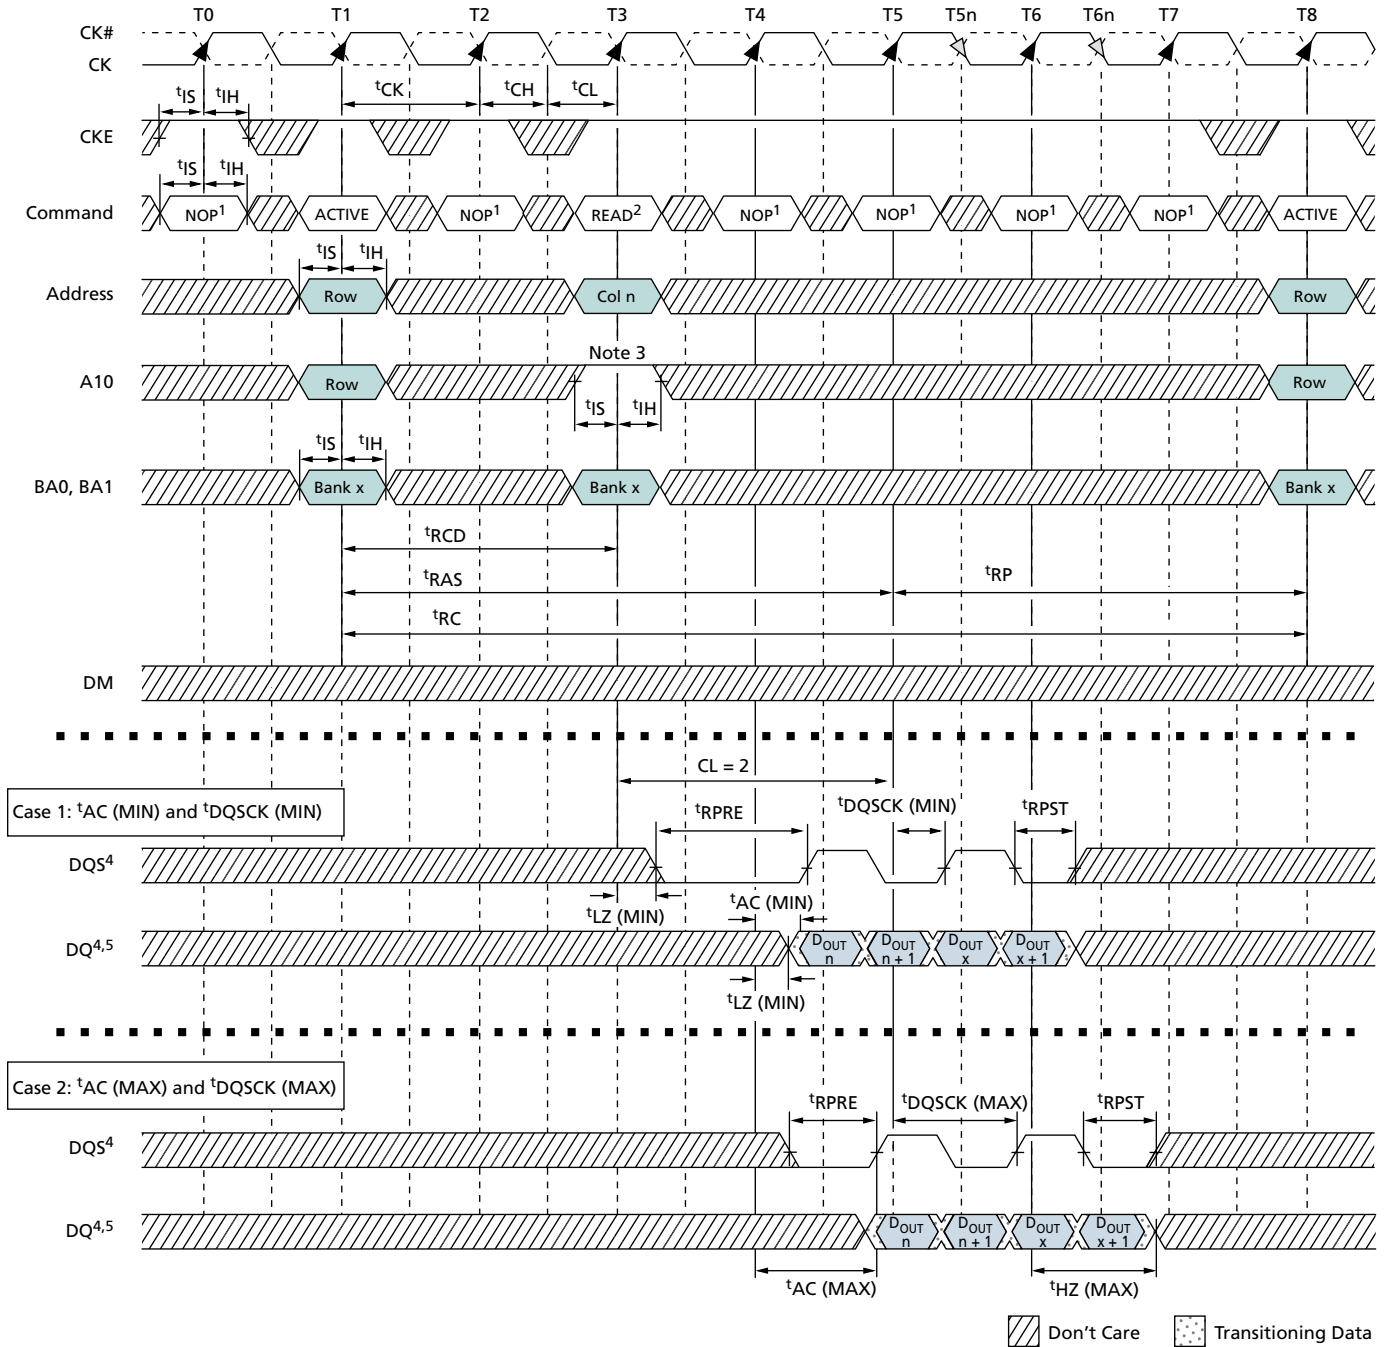 T0 T1 T2 T3 T4 T5 T5n T6 T6n T7 T8
CK#
CK
tIS tIH tCK tCH tCL
CKE
tIS tIH
Command NOP1 ACTIVE NOP1 READ2 NOP1 NOP1 NOP1 NOP1 ACTIVE
tIS tIH
Address Row Col n Row
Note 3
A10 Row Row
tIS tIH
tIS tIH
BA0, BA1 Bank x Bank x Bank x
tRCD
tRAS tRP
tRC
DM
CL = 2
Case 1: tAC (MIN) and tDQSCK (MIN)
tRPRE tDQSCK (MIN) tRPST
DQS4
tLZ (MIN) tAC (MIN)
DQ4,5 DOUT n DOUT n + 1 DOUT x DOUT x + 1
tLZ (MIN)
Case 2: tAC (MAX) and tDQSCK (MAX)
tRPRE tDQSCK (MAX) tRPST
DQS4
DQ4,5 DOUT n DOUT n + 1 DOUT x DOUT x + 1
tAC (MAX) tHZ (MAX)
Don't Care Transitioning Data